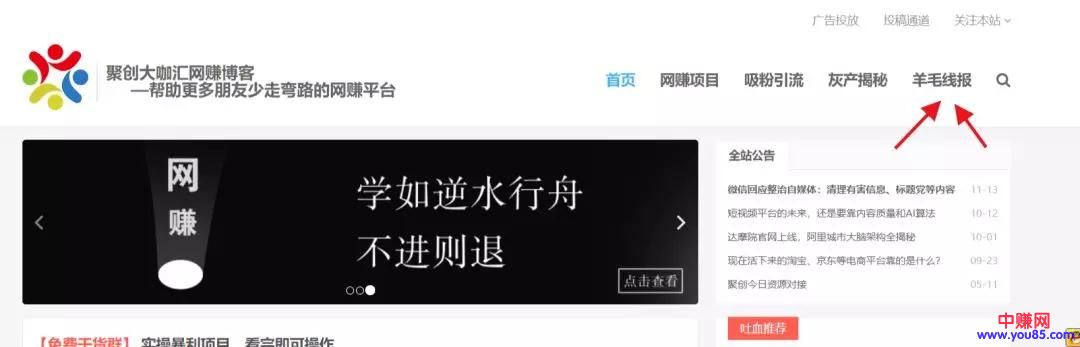 广告投放 投稿通道 关注本站
聚创大咖汇网赚博客
—帮助更多朋友少走弯路的网赚平台
首页 网赚项目 吸粉引流 灰产揭秘 羊毛线报
网赚
学如逆水行舟
不进则退
点击查看
全站公告
微信回应整治自媒体：清理有害信息、标题党等内容 11-13
短视频平台的未来，还是要靠内容质量和AI算法 10-12
达摩院官网上线，阿里城市大脑架构全揭秘 10-01
现在活下来的淘宝、京东等电商平台靠的是什么？ 09-23
聚创今日资源对接 05-11
【免费干货群】 实操暴利项目，看完即可操作
吐血推荐
中赚网
www.you85.com